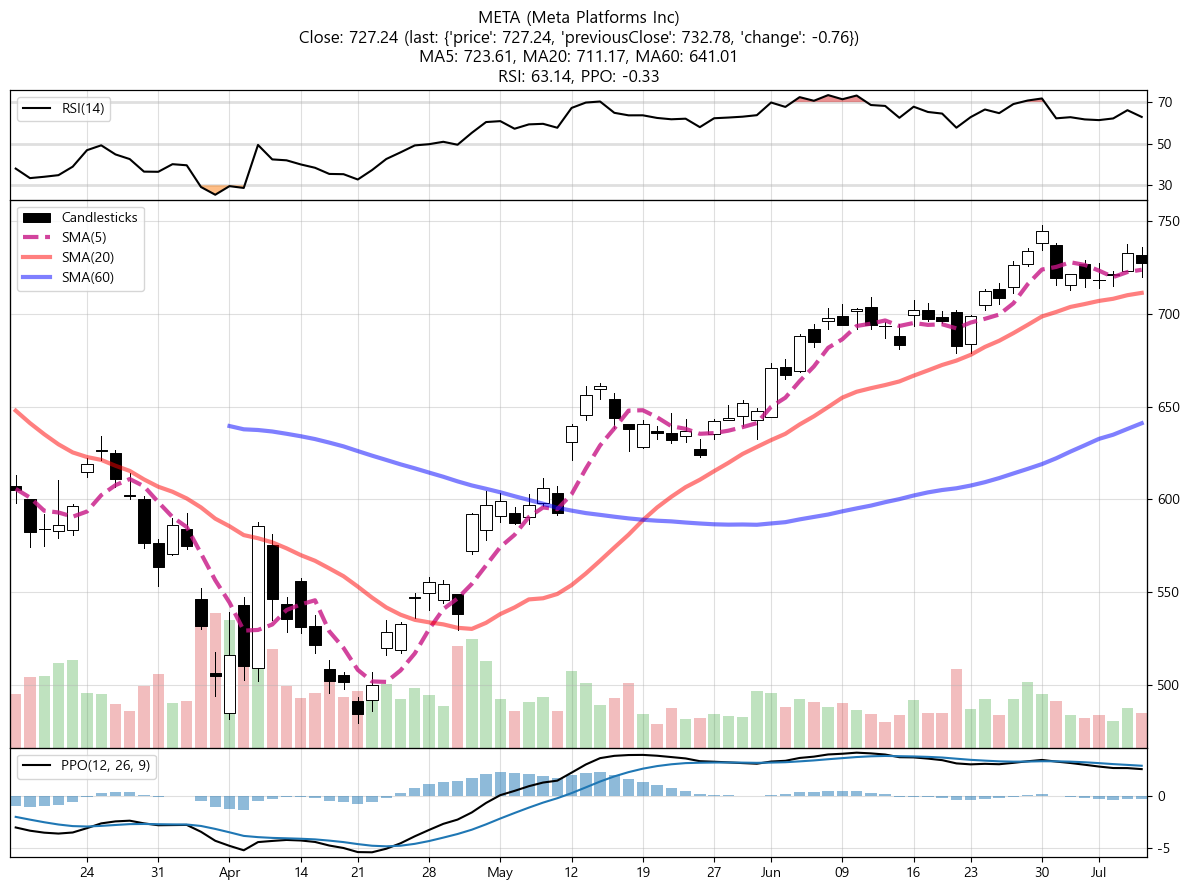 META (Meta Platforms Inc)
Close: 727.24 (last: {'price': 727.24, 'previousClose': 732.78, 'change': -0.76})
MA5: 723.61, MA20: 711.17, MA60: 641.01
RSI: 63.14, PPO: -0.33
RSI(14)
70
50
30
Candlesticks
SMA(5)
SMA(20)
SMA(60)
750
700
650
600
550
500
PPO(12, 26, 9)
0
-5
24 31 Apr 14 21 28 May 12 19 27 Jun 09 16 23 30 Jul